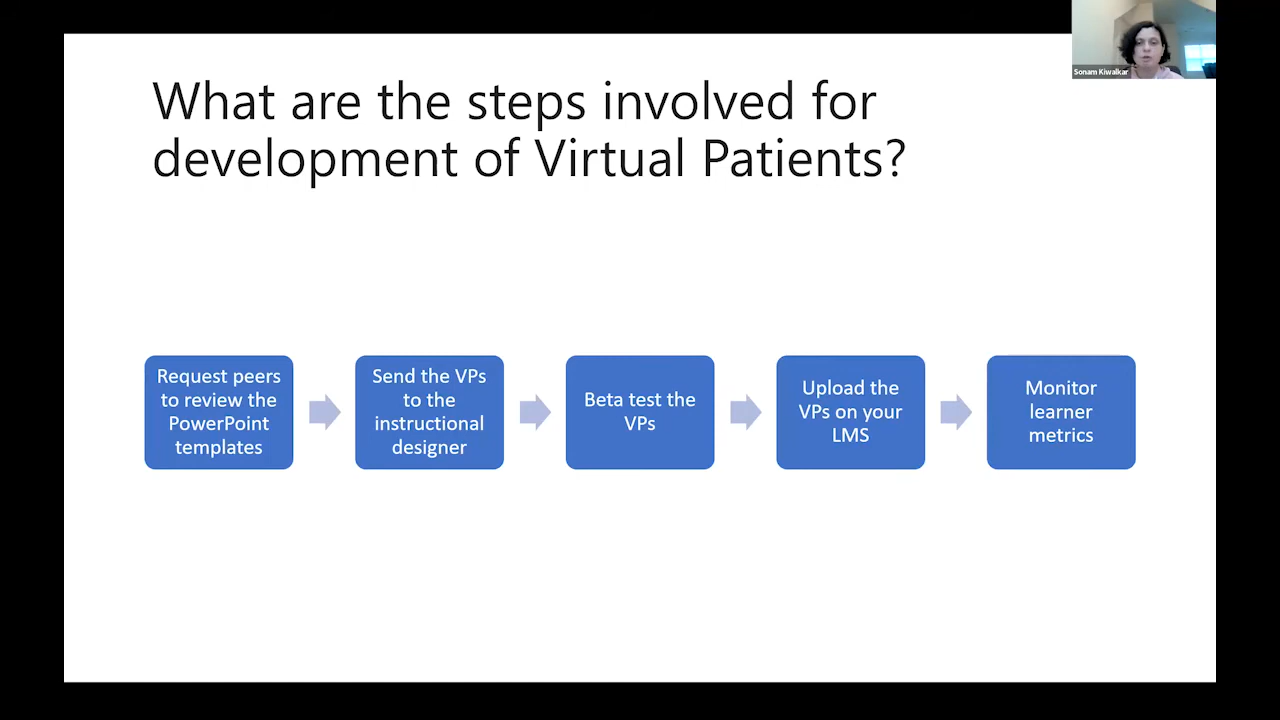 Sonam Kiwalkar
What are the steps involved for
development of Virtual Patients?
Request peers
to review the
PowerPoint
templates
Send the VPs
to the
instructional
designer
Beta test the
VPs
Upload the
VPs on your
LMS
Monitor
learner
metrics